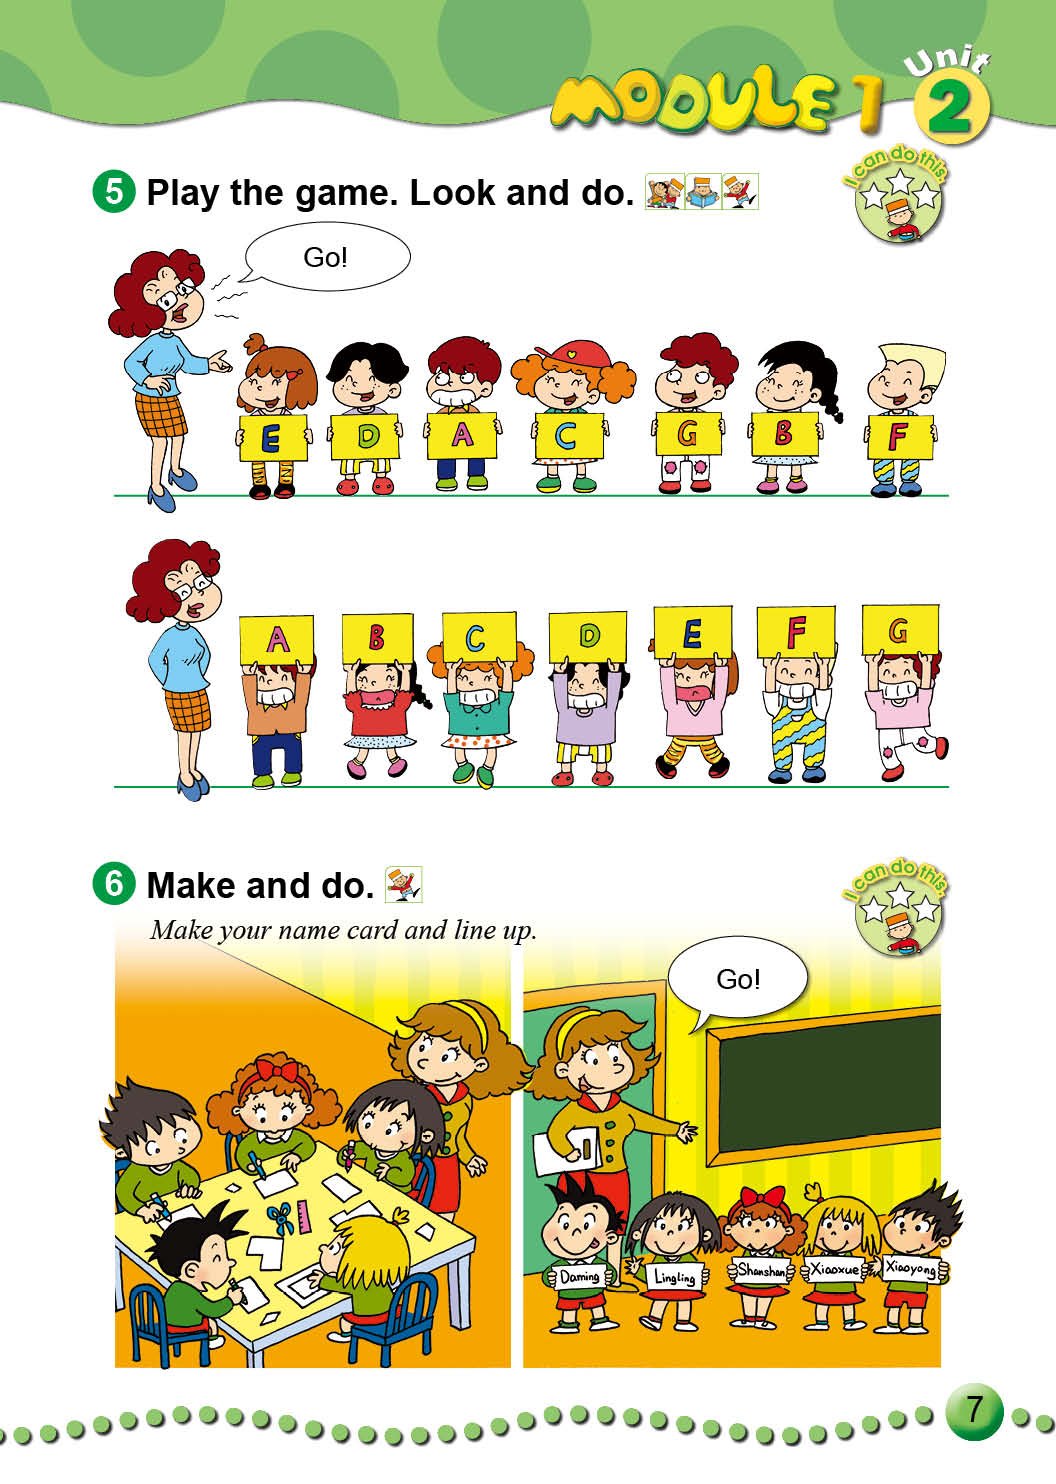 MODULE 1 Unit 2
I can do this.
5 Play the game. Look and do.
Go!
E D A C G B F
A B C D E F G
6 Make and do.
I can do this.
Make your name card and line up.
Go!
Daming Lingling Shanshan Xiaoxue Xiaoyong
7